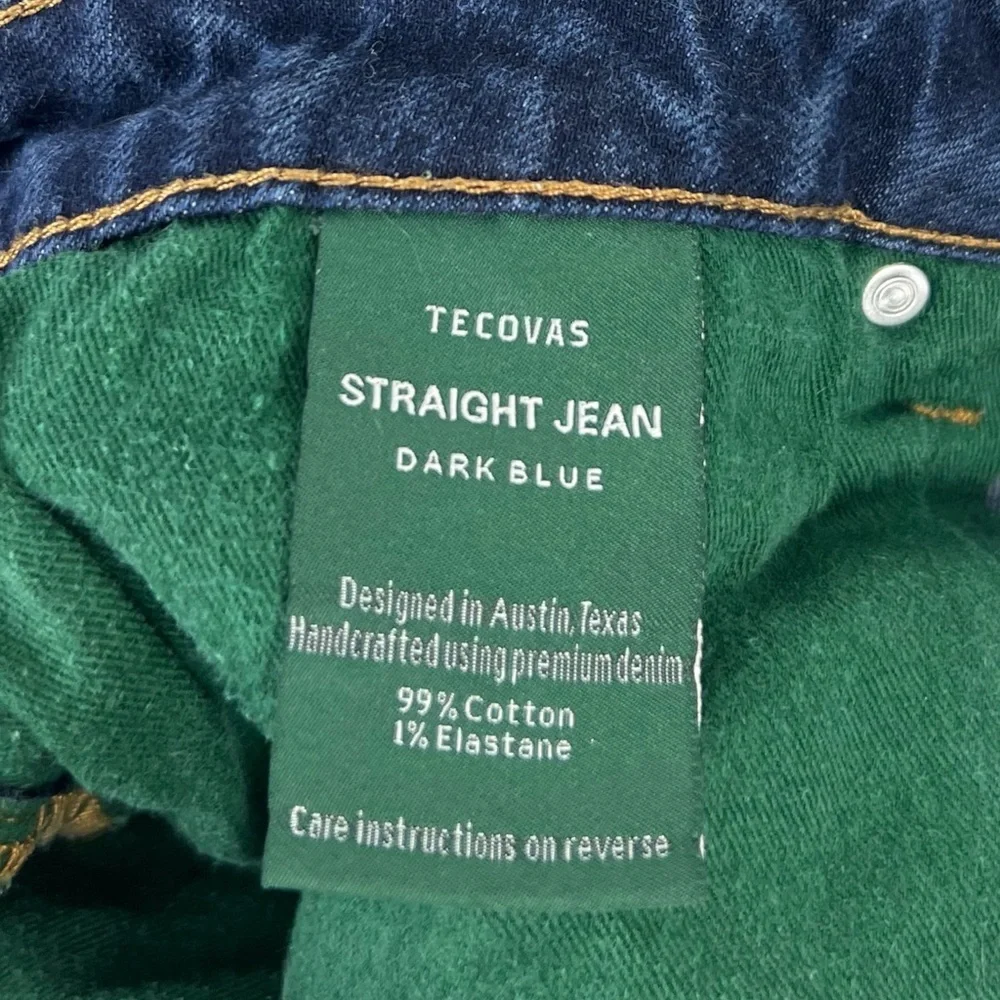 TECOVAS
STRAIGHT JEAN
DARK BLUE
Designed in Austin, Texas
Handcrafted using premium denim
99% Cotton
1% Elastane
Care instructions on reverse